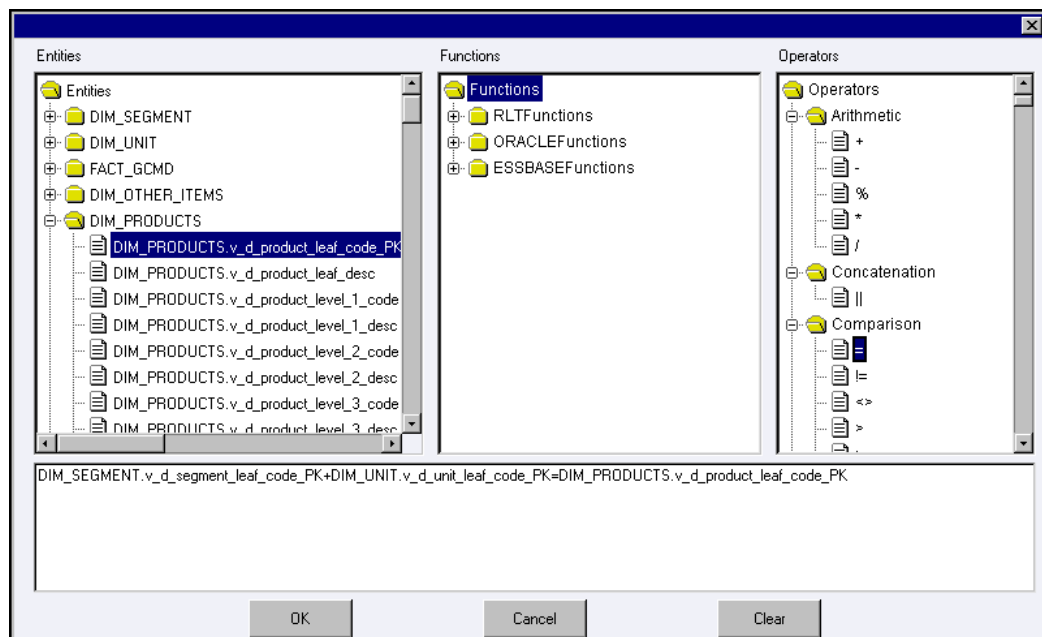 Entities
Functions
Operators
Entities
DIM_SEGMENT
DIM_UNIT
FACT_GCMD
DIM_OTHER_ITEMS
DIM_PRODUCTS
DIM_PRODUCTS.v_d_product_leaf_code_PK
DIM_PRODUCTS.v_d_product_leaf_desc
DIM_PRODUCTS.v_d_product_level_1_code
DIM_PRODUCTS.v_d_product_level_1_desc
DIM_PRODUCTS.v_d_product_level_2_code
DIM_PRODUCTS.v_d_product_level_2_desc
DIM_PRODUCTS.v_d_product_level_3_code
DIM_PRODUCTS.v_d_product_level_3_desc
Functions
RLTFunctions
ORACLEFunctions
ESSBASEFunctions
Operators
Arithmetic
+
-
%
*
/
Concatenation
||
Comparison
=
!=
<>
>
DIM_SEGMENT.v_d_segment_leaf_code_PK+DIM_UNIT.v_d_unit_leaf_code_PK=DIM_PRODUCTS.v_d_product_leaf_code_PK
OK
Cancel
Clear